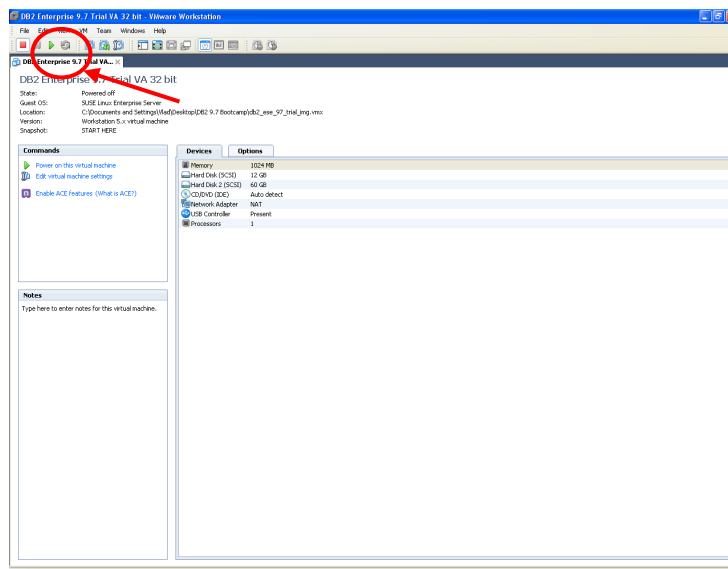 DB2 Enterprise 9.7 Trial VA 32 bit - VMware Workstation
File Edit View VM Team Windows Help
DB2 Enterprise 9.7 Trial VA... ×
DB2 Enterprise 9.7 Trial VA 32 bit
State: Powered off
Guest OS: SUSE Linux Enterprise Server
Location: C:\Documents and Settings\Vlad\Desktop\DB2 9.7 Bootcamp\db2_ese_97_trial_img.vmx
Version: Workstation 5.x virtual machine
Snapshot: START HERE
Commands
Power on this virtual machine
Edit virtual machine settings
Enable ACE features (What is ACE?)
Devices Options
Memory 1024 MB
Hard Disk (SCSI) 12 GB
Hard Disk 2 (SCSI) 60 GB
CD/DVD (IDE) Auto detect
Network Adapter NAT
USB Controller Present
Processors 1
Notes
Type here to enter notes for this virtual machine.